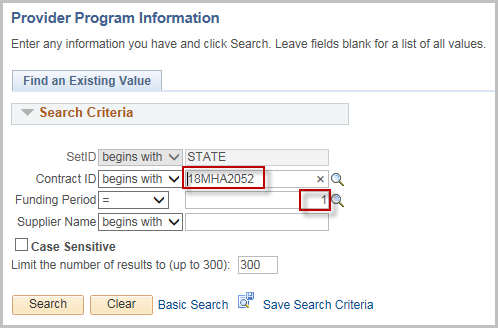 Provider Program Information
Enter any information you have and click Search. Leave fields blank for a list of all values.
Find an Existing Value
Search Criteria
SetID begins with STATE
Contract ID begins with 18MHA2052 ×
Funding Period = 1
Supplier Name begins with
Case Sensitive
Limit the number of results to (up to 300): 300
Search Clear Basic Search Save Search Criteria